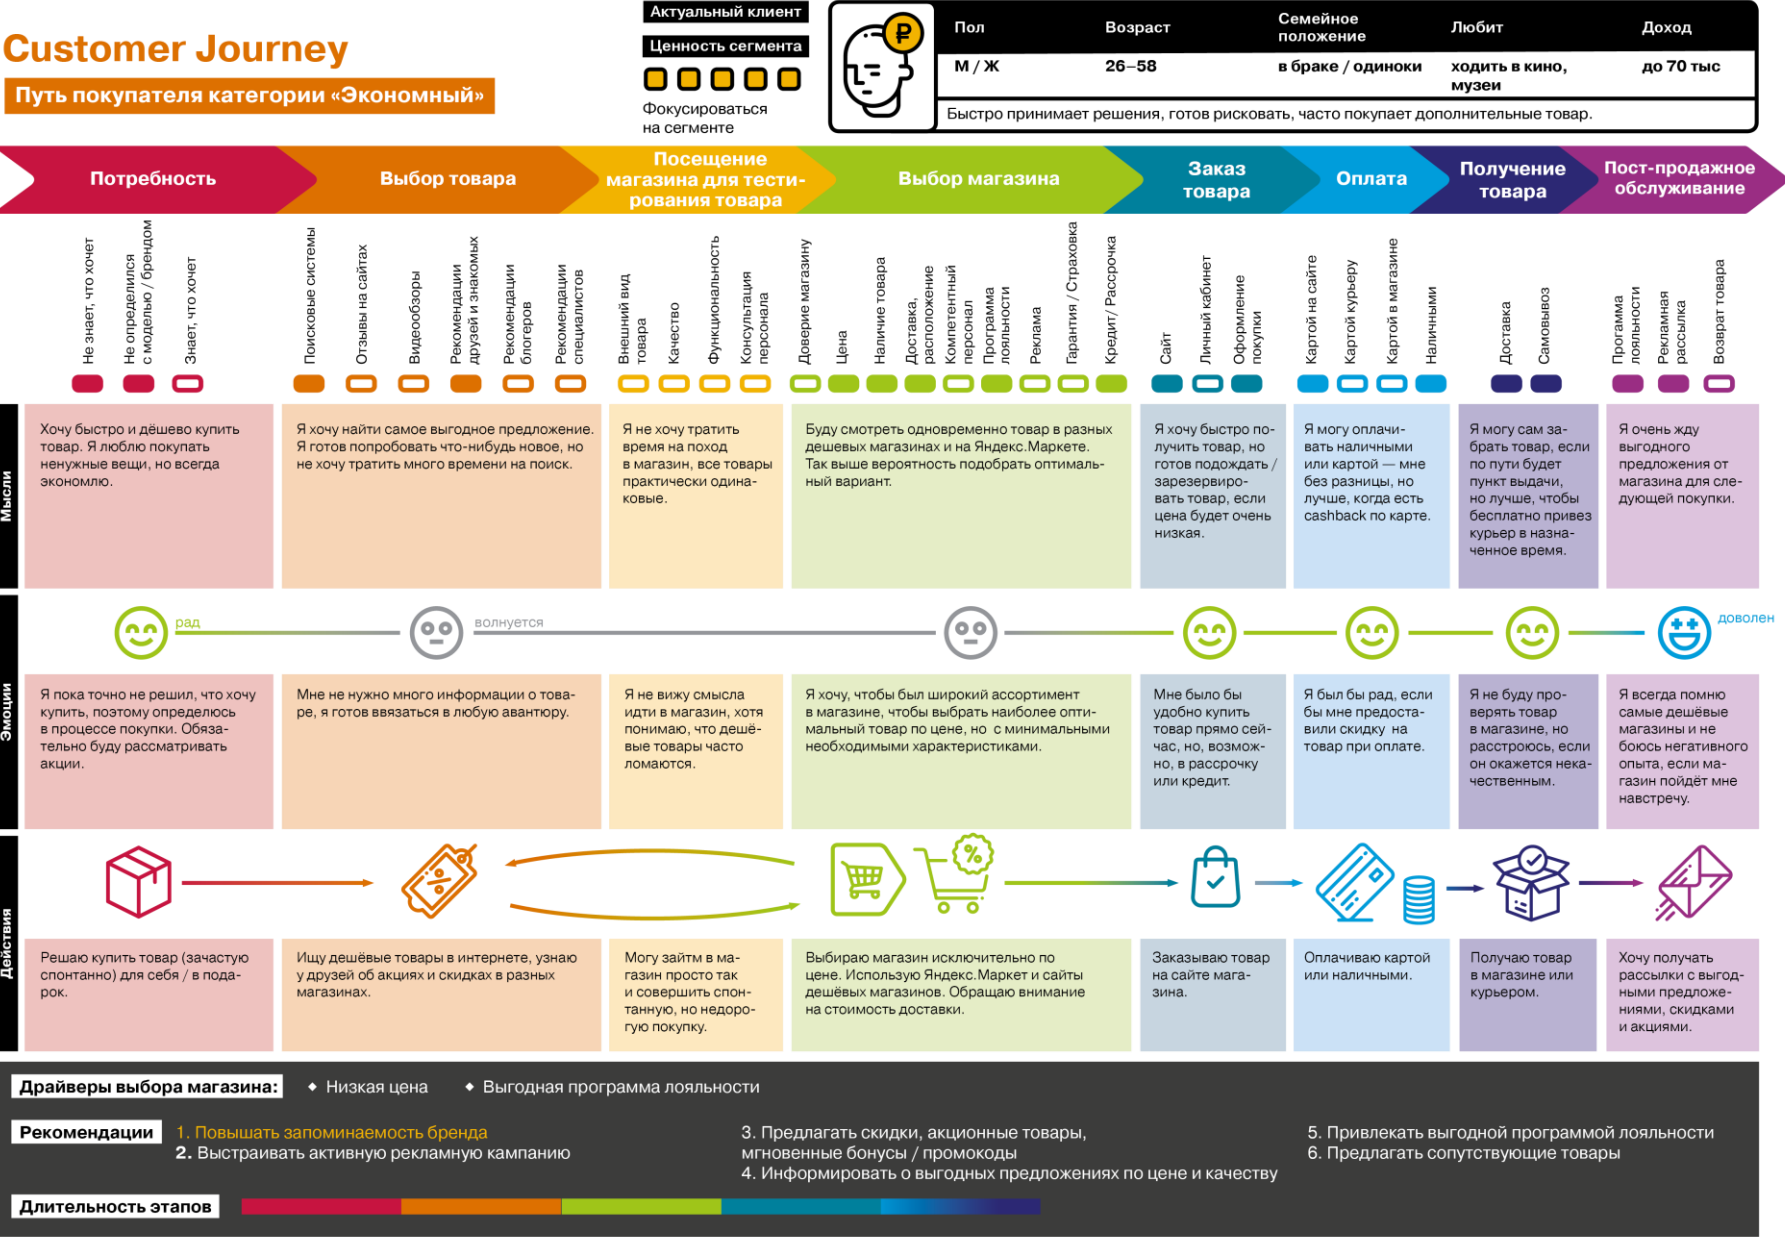 Customer Journey
Путь покупателя категории «Экономный»
Актуальный клиент
Ценность сегмента
Фокусироваться
на сегменте
₽
Пол
Возраст
Семейное
положение
Любит
Доход
М / Ж
26–58
в браке / одиноки
ходить в кино,
музеи
до 70 тыс
Быстро принимает решения, готов рисковать, часто покупает дополнительные товар.
Потребность
Выбор товара
Посещение
магазина для тести-
рования товара
Выбор магазина
Заказ
товара
Оплата
Получение
товара
Пост-продажное
обслуживание
Не знает, что хочет
Не определился
с моделью / брендом
Знает, что хочет
Поисковые системы
Отзывы на сайтах
Видеообзоры
Рекомендации
друзей и знакомых
Рекомендации
блогеров
Рекомендации
специалистов
Внешний вид
товара
Качество
Функциональность
Консультация
персонала
Доверие магазину
Цена
Наличие товара
Доставка,
расположение
Компетентный
персонал
Программа
лояльности
Реклама
Гарантия / Страховка
Кредит/ Рассрочка
Сайт
Личный кабинет
Оформление
покупки
Картой на сайте
Картой курьеру
Картой в магазине
Наличными
Доставка
Самовывоз
Программа
лояльности
Рекламная
рассылка
Возврат товара
Мысли
Хочу быстро и дёшево купить
товар. Я люблю покупать
ненужные вещи, но всегда
экономлю.
Я хочу найти самое выгодное предложение.
Я готов попробовать что-нибудь новое, но
не хочу тратить много времени на поиск.
Я не хочу тратить
время на поход
в магазин, все товары
практически одина-
ковые.
Буду смотреть одновременно товар в разных
дешевых магазинах и на Яндекс.Маркете.
Так выше вероятность подобрать оптималь-
ный вариант.
Я хочу быстро по-
лучить товар, но
готов подождать /
зарезервиро-
вать товар, если
цена будет очень
низкая.
Я могу оплачи-
вать наличными
или картой — мне
без разницы, но
лучше, когда есть
cashback по карте.
Я могу сам за-
брать товар, если
по пути будет
пункт выдачи,
но лучше, чтобы
бесплатно привез
курьер в назна-
ченное время.
Я очень жду
выгодного
предложения от
магазина для сле-
дующей покупки.
Эмоции
рад
волнуется
доволен
Я пока точно не решил, что хочу
купить, поэтому определюсь
в процессе покупки. Обяза-
тельно буду рассматривать
акции.
Мне не нужно много информации о това-
ре, я готов ввязаться в любую авантюру.
Я не вижу смысла
идти в магазин, хотя
понимаю, что дешё-
вые товары часто
ломаются.
Я хочу, чтобы был широкий ассортимент
в магазине, чтобы выбрать наиболее опти-
мальный товар по цене, но с минимальными
необходимыми характеристиками.
Мне было бы
удобно купить
товар прямо сей-
час, но, возмож-
но, в рассрочку
или кредит.
Я был бы рад, если
бы мне предоста-
вили скидку на
товар при оплате.
Я не буду про-
верять товар
в магазине, но
расстроюсь, если
он окажется нека-
чественным.
Я всегда помню
самые дешёвые
магазины и не
боюсь негативного
опыта, если ма-
газин пойдёт мне
навстречу.
Действия
Решаю купить товар (зачастую
спонтанно) для себя / в пода-
рок.
Ищу дешёвые товары в интернете, узнаю
у друзей об акциях и скидках в разных
магазинах.
Могу зайтм в ма-
газин просто так
и совершить спон-
танную, но недоро-
гую покупку.
Выбираю магазин исключительно по
цене. Использую Яндекс.Маркет и сайты
дешёвых магазинов. Обращаю внимание
на стоимость доставки.
Заказываю товар
на сайте мага-
зина.
Оплачиваю картой
или наличными.
Получаю товар
в магазине или
курьером.
Хочу получать
рассылки с выгод-
ными предложе-
ниями, скидками
и акциями.
Драйверы выбора магазина:
Низкая цена
Выгодная программа лояльности
Рекомендации
1. Повышать запоминаемость бренда
2. Выстраивать активную рекламную кампанию
3. Предлагать скидки, акционные товары,
мгновенные бонусы / промокоды
4. Информировать о выгодных предложениях по цене и качеству
5. Привлекать выгодной программой лояльности
6. Предлагать сопутствующие товары
Длительность этапов